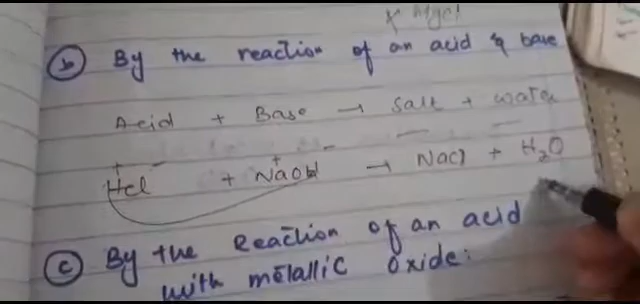 (b) By the reaction of an acid & base
Acid + Base → Salt + water
+ - + -
Hcl + NaOH → Nacl + H₂O
(c) By the Reaction of an acid
with metallic oxide: